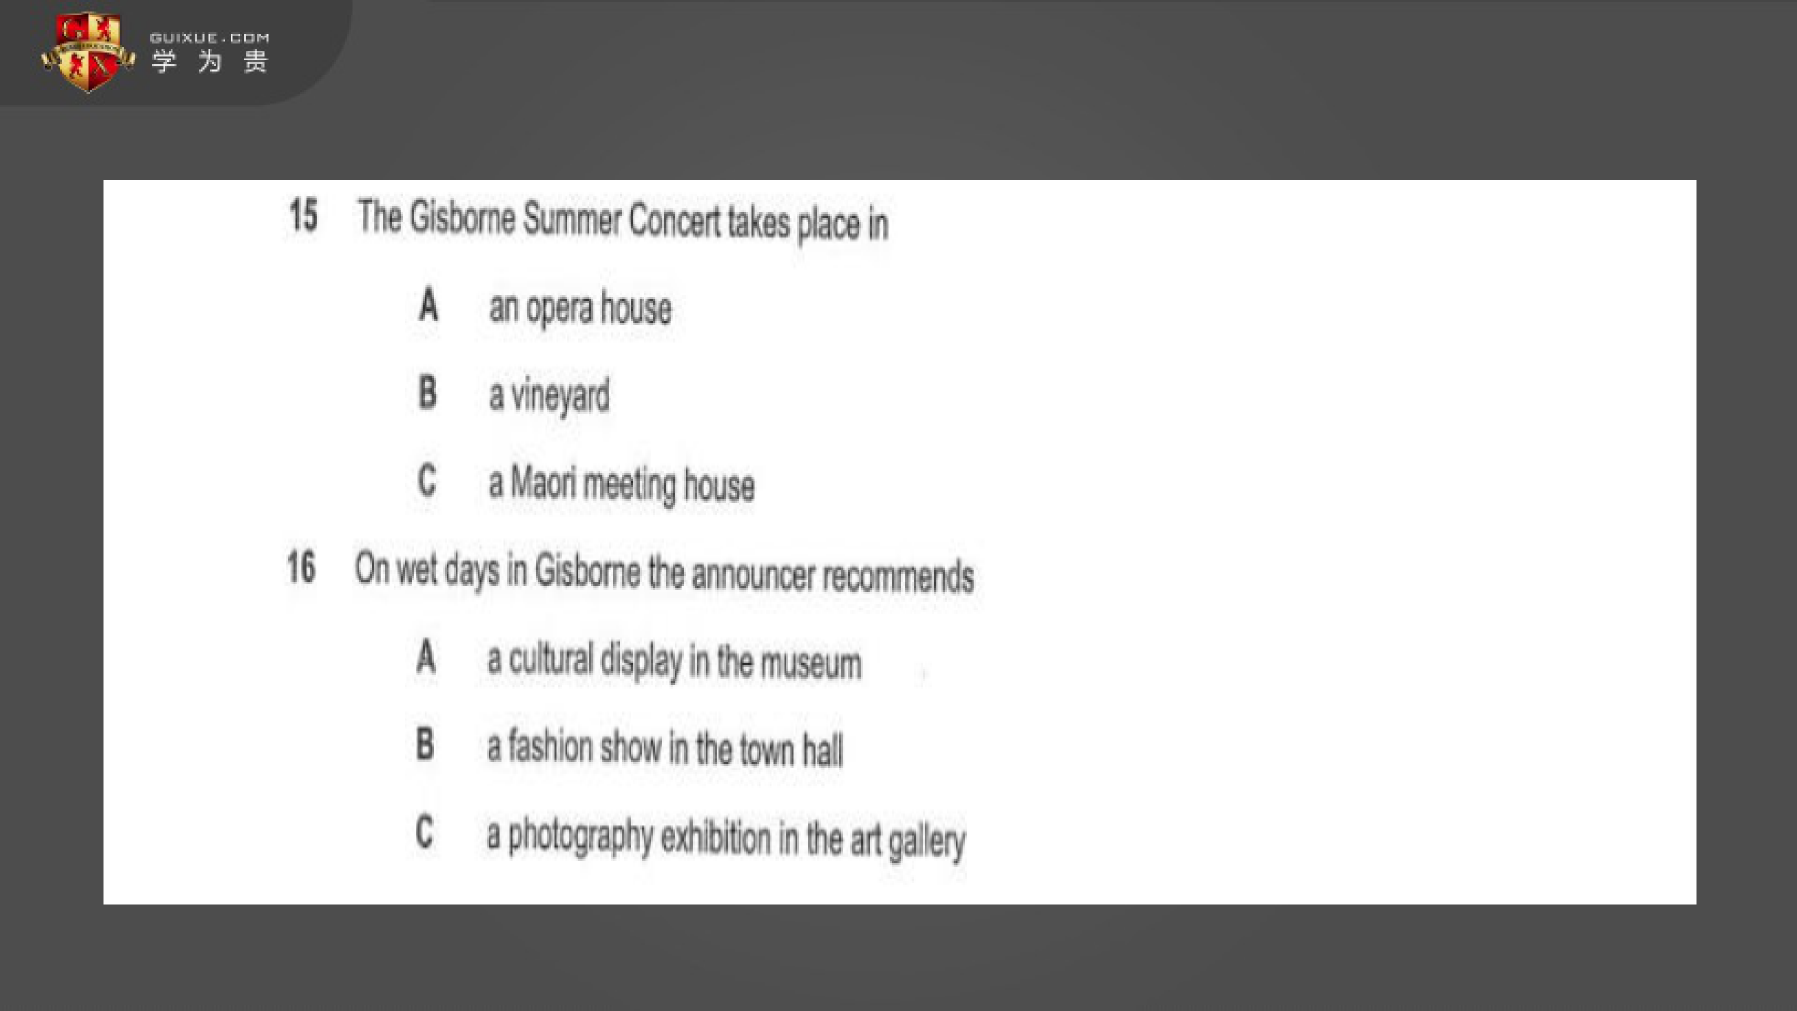 GUIXUE.COM
学为贵
15 The Gisborne Summer Concert takes place in
A an opera house
B a vineyard
C a Maori meeting house
16 On wet days in Gisborne the announcer recommends
A a cultural display in the museum
B a fashion show in the town hall
C a photography exhibition in the art gallery